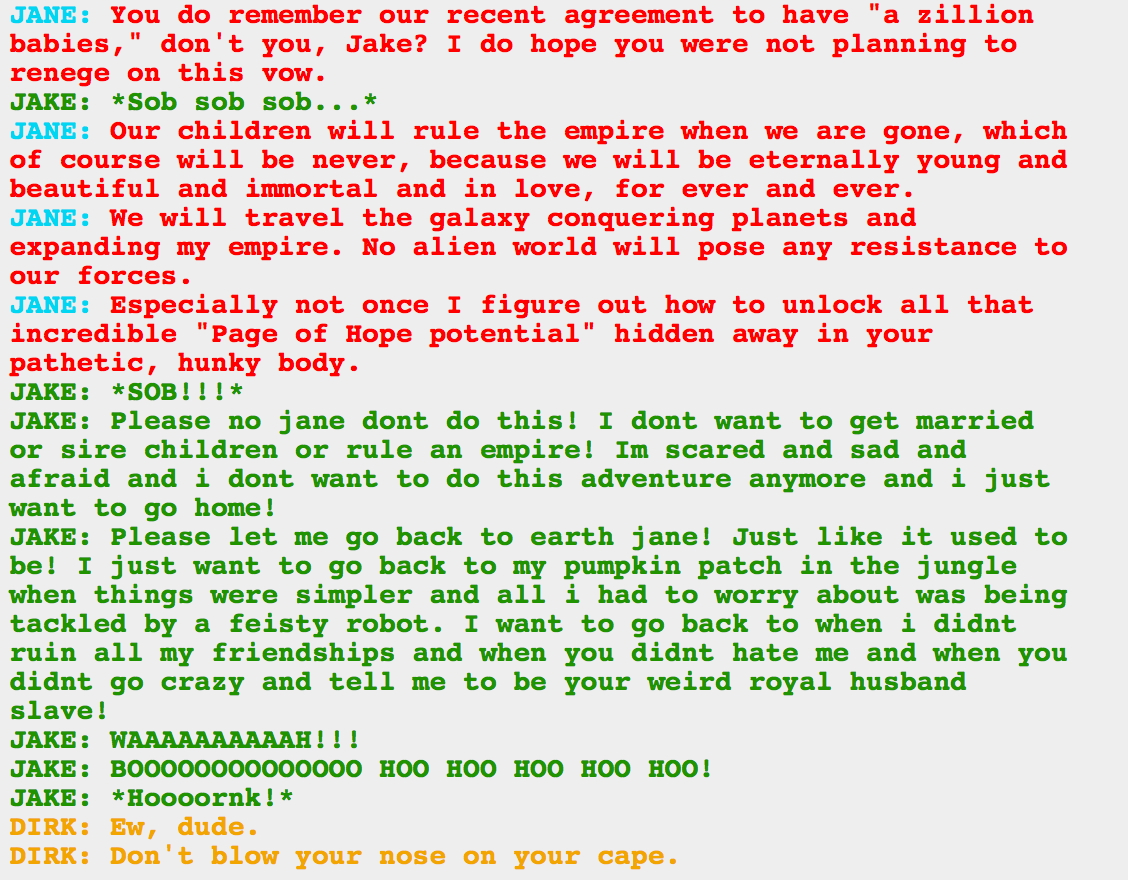 JANE: You do remember our recent agreement to have "a zillion
babies," don't you, Jake? I do hope you were not planning to
renege on this vow.
JAKE: *Sob sob sob...*
JANE: Our children will rule the empire when we are gone, which
of course will be never, because we will be eternally young and
beautiful and immortal and in love, for ever and ever.
JANE: We will travel the galaxy conquering planets and
expanding my empire. No alien world will pose any resistance to
our forces.
JANE: Especially not once I figure out how to unlock all that
incredible "Page of Hope potential" hidden away in your
pathetic, hunky body.
JAKE: *SOB!!!*
JAKE: Please no jane dont do this! I dont want to get married
or sire children or rule an empire! Im scared and sad and
afraid and i dont want to do this adventure anymore and i just
want to go home!
JAKE: Please let me go back to earth jane! Just like it used to
be! I just want to go back to my pumpkin patch in the jungle
when things were simpler and all i had to worry about was being
tackled by a feisty robot. I want to go back to when i didnt
ruin all my friendships and when you didnt hate me and when you
didnt go crazy and tell me to be your weird royal husband
slave!
JAKE: WAAAAAAAAAAH!!!
JAKE: BOOOOOOOOOOOOOO HOO HOO HOO HOO HOO!
JAKE: *Hoooornk!*
DIRK: Ew, dude.
DIRK: Don't blow your nose on your cape.